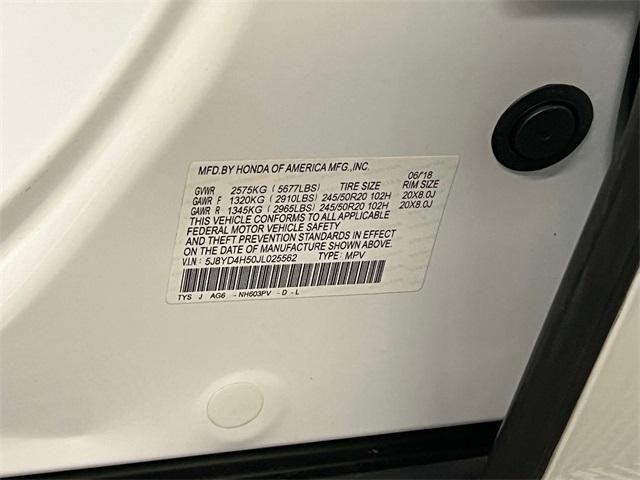 MFD.BY HONDA OF AMERICA MFG.,INC. 06/18
GVWR 2575KG (5677LBS) TIRE SIZE RIM SIZE
GAWR F 1320KG (2910LBS) 245/50R20 102H 20X8.0J
GAWR R 1345KG (2965LBS) 245/50R20 102H 20X8.0J
THIS VEHICLE CONFORMS TO ALL APPLICABLE
FEDERAL MOTOR VEHICLE SAFETY
AND THEFT PREVENTION STANDARDS IN EFFECT
ON THE DATE OF MANUFACTURE SHOWN ABOVE.
V.I.N.: 5J8YD4H50JL025562 TYPE: MPV
TYS J AG6 -NH603PV -D-L